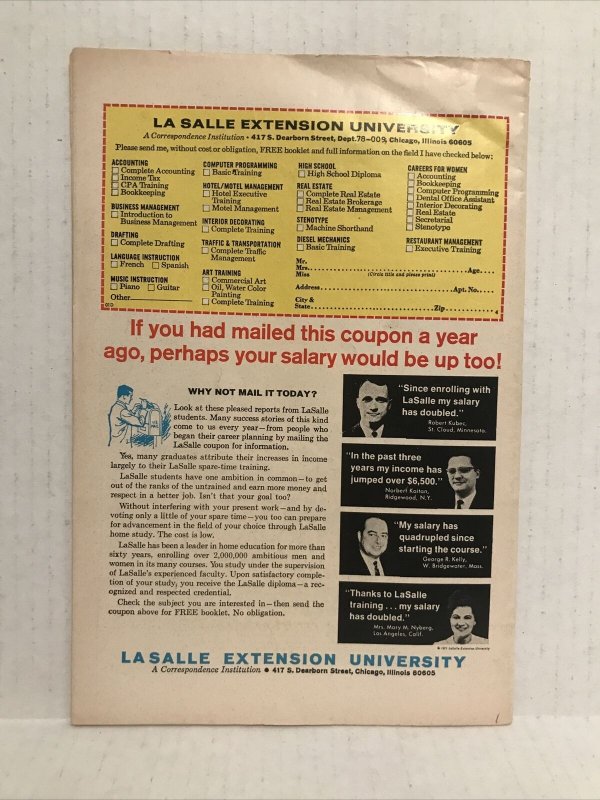 LA SALLE EXTENSION UNIVERSITY
A Correspondence Institution • 417 S. Dearborn Street, Dept. 78-009, Chicago, Illinois 60605
Please send me, without cost or obligation, FREE booklet and full information on the field I have checked below:
ACCOUNTING
Complete Accounting
Income Tax
CPA Training
Bookkeeping
BUSINESS MANAGEMENT
Introduction to
Business Management
DRAFTING
Complete Drafting
LANGUAGE INSTRUCTION
French Spanish
MUSIC INSTRUCTION
Piano Guitar
Other
COMPUTER PROGRAMMING
Basic Training
HOTEL/MOTEL MANAGEMENT
Hotel Executive
Training
Motel Management
INTERIOR DECORATING
Complete Training
TRAFFIC & TRANSPORTATION
Complete Traffic
Management
ART TRAINING
Commercial Art
Oil, Water Color
Painting
Complete Training
HIGH SCHOOL
High School Diploma
REAL ESTATE
Complete Real Estate
Real Estate Brokerage
Real Estate Management
STENOTYPE
Machine Shorthand
DIESEL MECHANICS
Basic Training
CAREERS FOR WOMEN
Accounting
Bookkeeping
Computer Programming
Dental Office Assistant
Interior Decorating
Real Estate
Secretarial
Stenotype
RESTAURANT MANAGEMENT
Executive Training
Mr.
Mrs. Age
Miss (Circle title and please print)
Address Apt. No.
City &
State Zip
4
If you had mailed this coupon a year
ago, perhaps your salary would be up too!
WHY NOT MAIL IT TODAY?
Look at these pleased reports from LaSalle
students. Many success stories of this kind
come to us every year—from people who
began their career planning by mailing the
LaSalle coupon for information.
Yes, many graduates attribute their increases in income
largely to their LaSalle spare-time training.
LaSalle students have one ambition in common—to get
out of the ranks of the untrained and earn more money and
respect in a better job. Isn't that your goal too?
Without interfering with your present work—and by de-
voting only a little of your spare time—you too can prepare
for advancement in the field of your choice through LaSalle
home study. The cost is low.
LaSalle has been a leader in home education for more than
sixty years, enrolling over 2,000,000 ambitious men and
women in its many courses. You study under the supervision
of LaSalle's experienced faculty. Upon satisfactory comple-
tion of your study, you receive the LaSalle diploma—a rec-
ognized and respected credential.
Check the subject you are interested in—then send the
coupon above for FREE booklet. No obligation.
"Since enrolling with
LaSalle my salary
has doubled."
Robert Kubec,
St. Cloud, Minnesota.
"In the past three
years my income has
jumped over $6,500."
Norbert Kaitan,
Ridgewood, N.Y.
"My salary has
quadrupled since
starting the course."
George R. Kelly,
W. Bridgewater, Mass.
"Thanks to LaSalle
training . . . my salary
has doubled."
Mrs. Mary M. Nyberg,
Los Angeles, Calif.
© 1971 LaSalle Extension University
LA SALLE EXTENSION UNIVERSITY
A Correspondence Institution • 417 S. Dearborn Street, Chicago, Illinois 60605